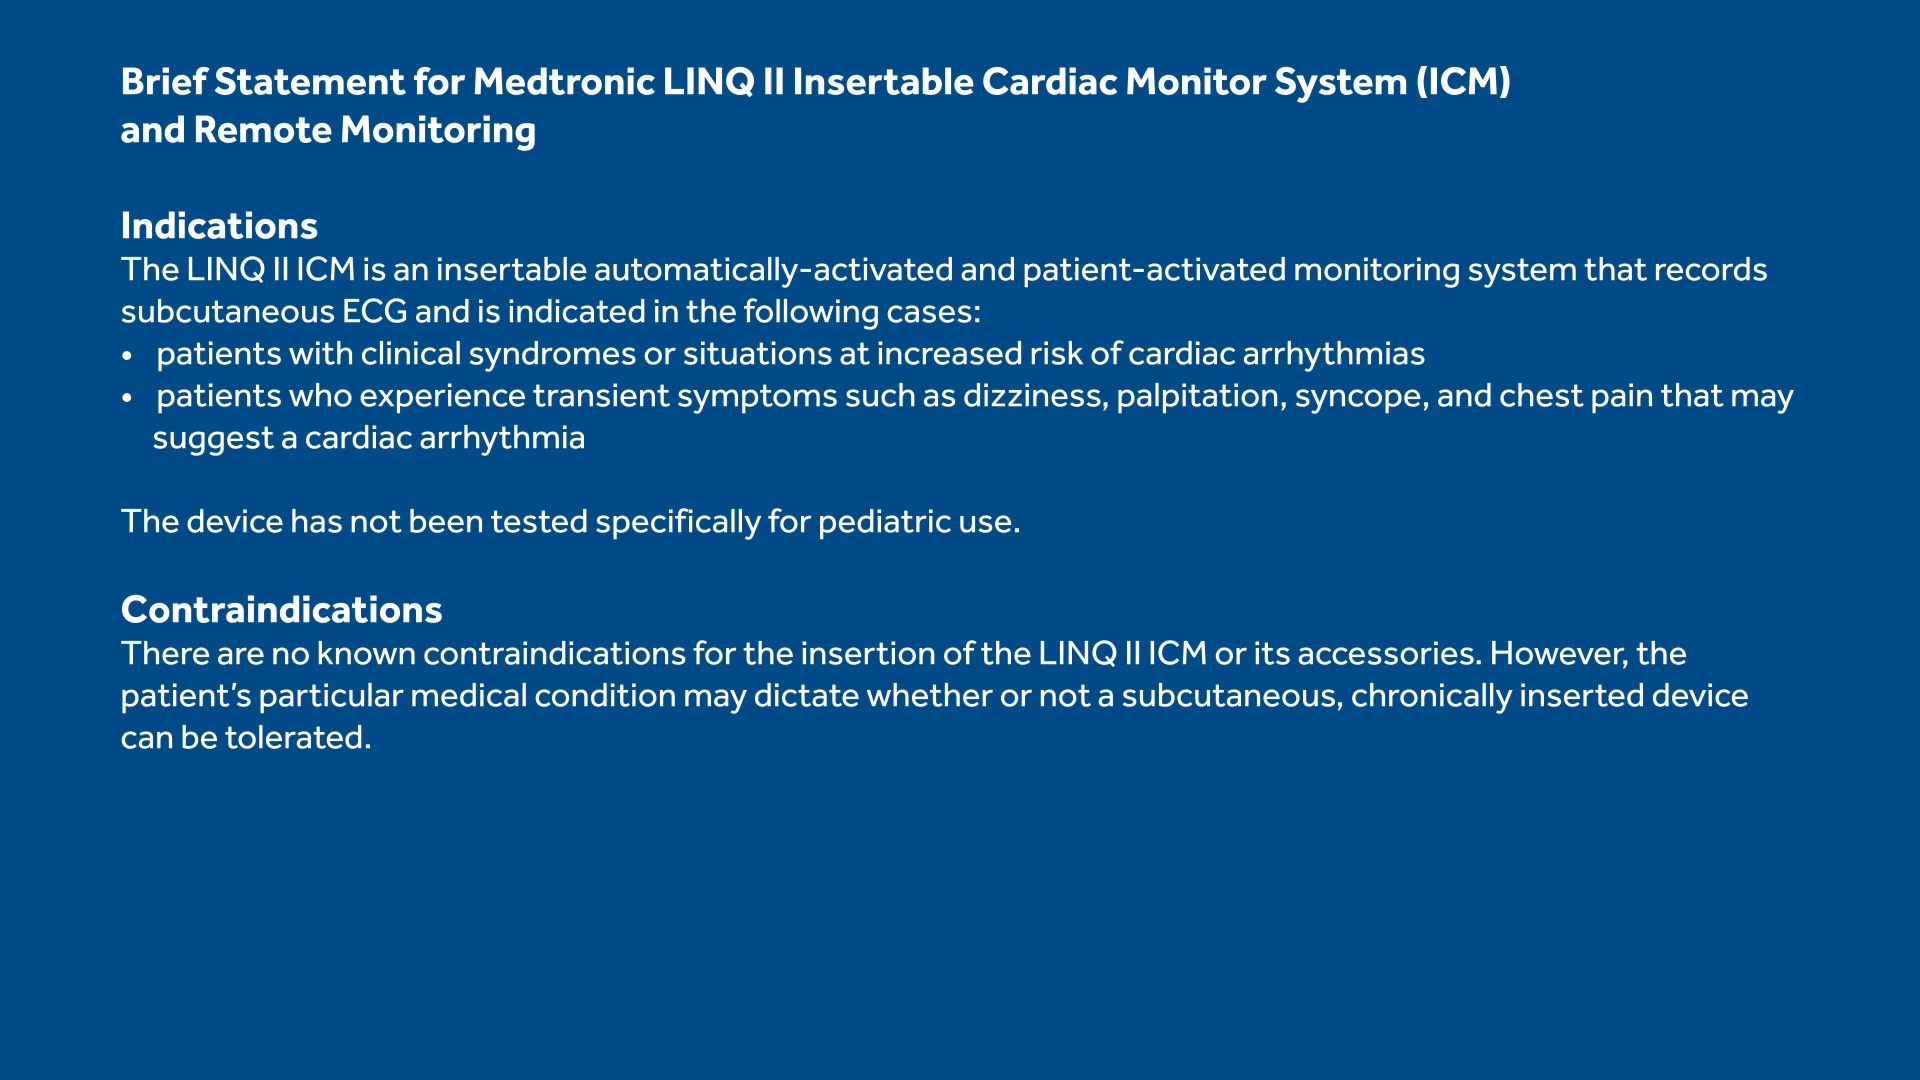 Brief Statement for Medtronic LINQ II Insertable Cardiac Monitor System (ICM)
and Remote Monitoring
Indications
The LINQ II ICM is an insertable automatically-activated and patient-activated monitoring system that records
subcutaneous ECG and is indicated in the following cases:
• patients with clinical syndromes or situations at increased risk of cardiac arrhythmias
• patients who experience transient symptoms such as dizziness, palpitation, syncope, and chest pain that may
suggest a cardiac arrhythmia
The device has not been tested specifically for pediatric use.
Contraindications
There are no known contraindications for the insertion of the LINQ II ICM or its accessories. However, the
patient’s particular medical condition may dictate whether or not a subcutaneous, chronically inserted device
can be tolerated.